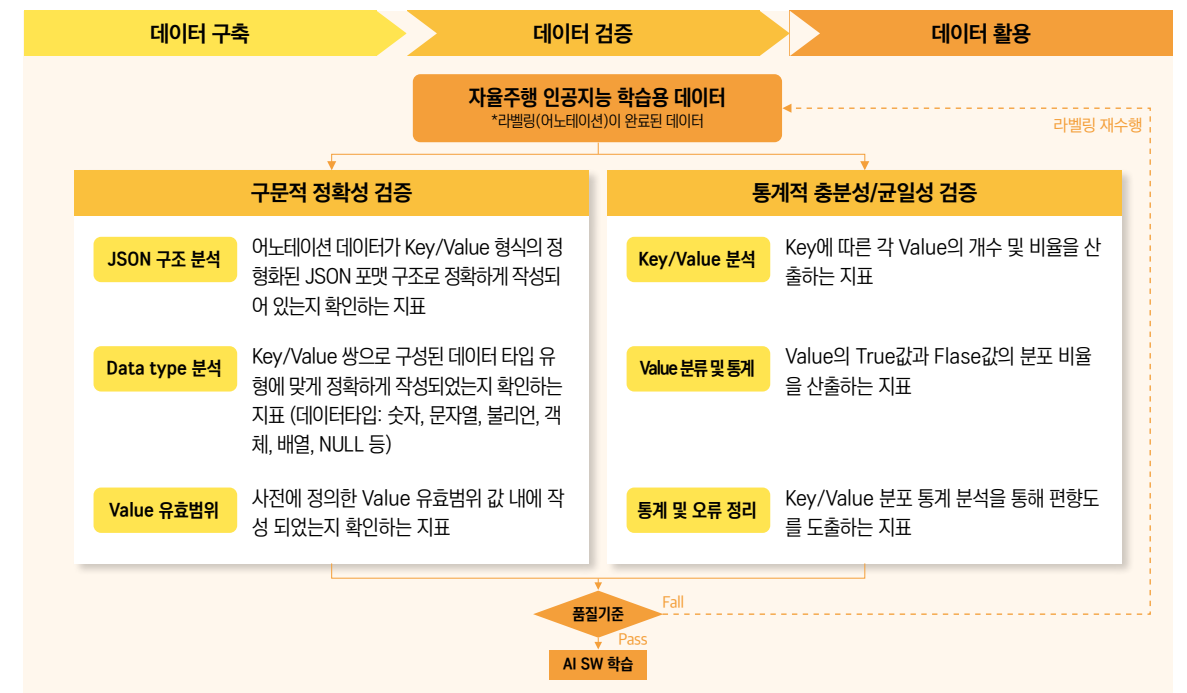 데이터 구축
데이터 검증
데이터 활용
자율주행 인공지능 학습용 데이터
*라벨링(어노테이션)이 완료된 데이터
라벨링 재수행
구문적 정확성 검증
JSON 구조 분석
어노테이션 데이터가 Key/Value 형식의 정
형화된 JSON 포맷 구조로 정확하게 작성되
어 있는지 확인하는 지표
Data type 분석
Key/Value 쌍으로 구성된 데이터 타입 유
형에 맞게 정확하게 작성되었는지 확인하는
지표 (데이터타입: 숫자, 문자열, 불리언, 객
체, 배열, NULL 등)
Value 유효범위
사전에 정의한 Value 유효범위 값 내에 작
성 되었는지 확인하는 지표
통계적 충분성/균일성 검증
Key/Value 분석
Key에 따른 각 Value의 개수 및 비율을 산
출하는 지표
Value 분류 및 통계
Value의 True값과 Flase값의 분포 비율
을 산출하는 지표
통계 및 오류 정리
Key/Value 분포 통계 분석을 통해 편향도
를 도출하는 지표
품질기준
Fall
Pass
AI SW 학습